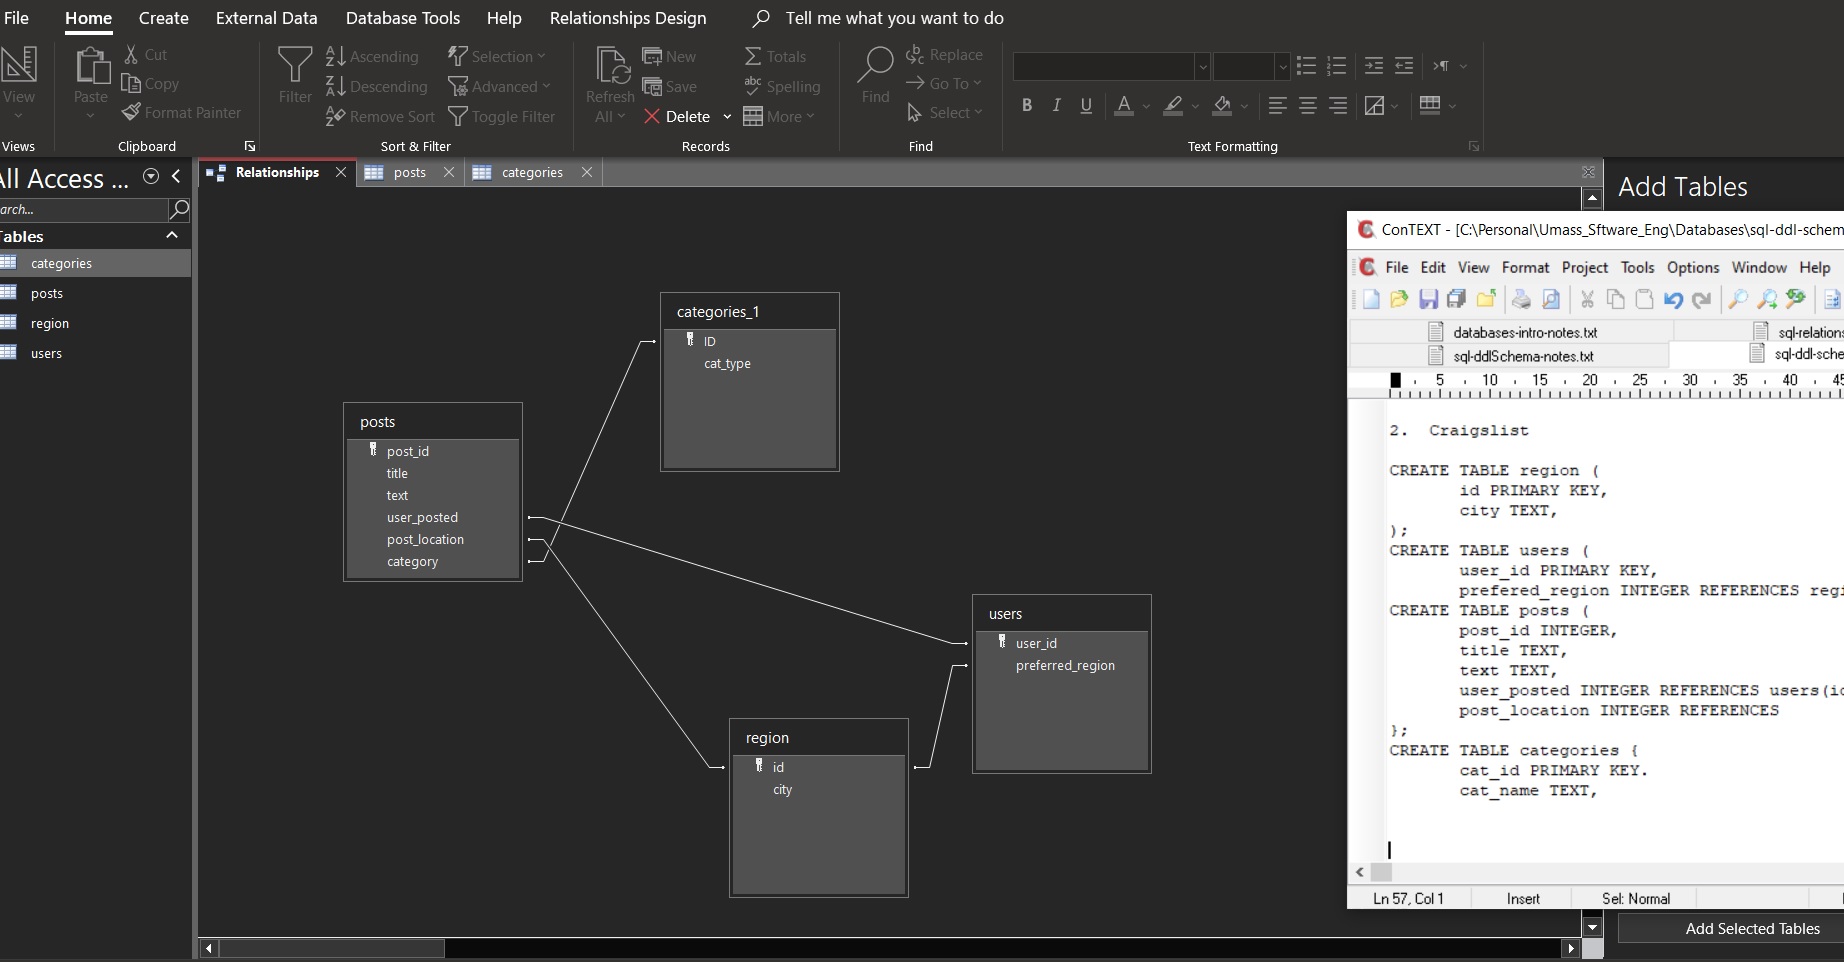 File Home Create External Data Database Tools Help Relationships Design Tell me what you want to do
View
Views
Paste
Cut
Copy
Format Painter
Clipboard
Filter
Ascending
Descending
Remove Sort
Selection
Advanced
Toggle Filter
Sort & Filter
Refresh
All
New
Save
Delete
Totals
Spelling
More
Records
Find
Replace
Go To
Select
Find
B I U A
Text Formatting
All Access ...
arch...
Tables
categories
posts
region
users
Relationships
posts
categories
categories_1
ID
cat_type
posts
post_id
title
text
user_posted
post_location
category
users
user_id
preferred_region
region
id
city
Add Tables
ConTEXT - [C:\Personal\Umass_Sftware_Eng\Databases\sql-ddl-schem
File Edit View Format Project Tools Options Window Help
databases-intro-notes.txt
sql-relations
sql-ddlSchema-notes.txt
sql-ddl-sche
5 10 15 20 25 30 35 40 45
2. Craigslist
CREATE TABLE region (
id PRIMARY KEY,
city TEXT,
);
CREATE TABLE users (
user_id PRIMARY KEY,
prefered_region INTEGER REFERENCES regi
CREATE TABLE posts (
post_id INTEGER,
title TEXT,
text TEXT,
user_posted INTEGER REFERENCES users(id
post_location INTEGER REFERENCES
};
CREATE TABLE categories {
cat_id PRIMARY KEY.
cat_name TEXT,
Ln 57, Col 1 Insert Sel: Normal
Add Selected Tables